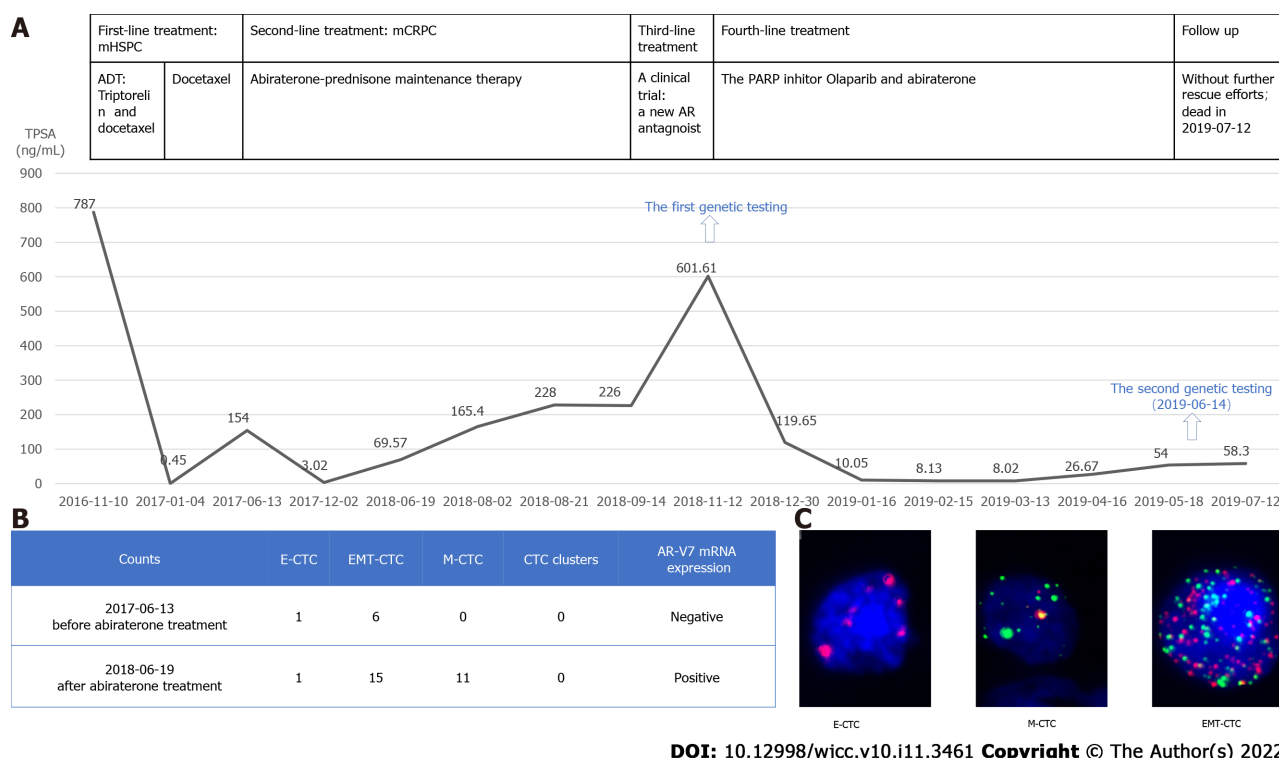 A
First-line treatment:
mHSPC
Second-line treatment: mCRPC
Third-line
treatment
Fourth-line treatment
Follow up
ADT:
Triptoreli
n and
docetaxel
Docetaxel
Abiraterone-prednisone maintenance therapy
A clinical
trial:
a new AR
antagnoist
The PARP inhitor Olaparib and abiraterone
Without further
rescue efforts;
dead in
2019-07-12
TPSA
(ng/mL)
900
800
700
600
500
400
300
200
100
0
787
0.45
154
3.02
69.57
165.4
228
226
601.61
119.65
10.05
8.13
8.02
26.67
54
58.3
The first genetic testing
The second genetic testing
(2019-06-14)
2016-11-10 2017-01-04 2017-06-13 2017-12-02 2018-06-19 2018-08-02 2018-08-21 2018-09-14 2018-11-12 2018-12-30 2019-01-16 2019-02-15 2019-03-13 2019-04-16 2019-05-18 2019-07-12
B
Counts E-CTC EMT-CTC M-CTC CTC clusters AR-V7 mRNA
expression
2017-06-13
before abiraterone treatment
1 6 0 0 Negative
2018-06-19
after abiraterone treatment
1 15 11 0 Positive
C
E-CTC M-CTC EMT-CTC
DOI: 10.12998/wjcc.v10.i11.3461 Copyright © The Author(s) 2022